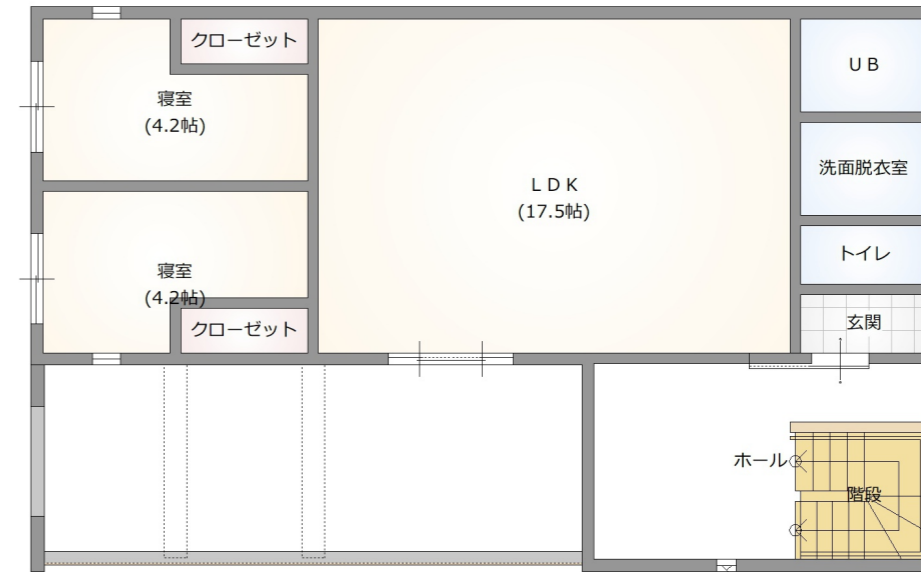 クローゼット
寝室
(4.2帖)
UB
洗面脱衣室
LDK
(17.5帖)
トイレ
寝室
(4.2帖)
クローゼット
玄関
ホール
階段